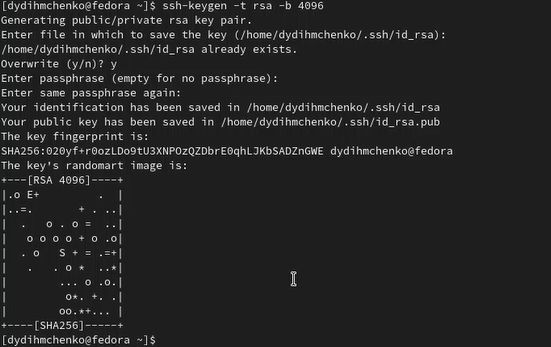 [dydihmchenko@fedora ~]$ ssh-keygen -t rsa -b 4096
Generating public/private rsa key pair.
Enter file in which to save the key (/home/dydihmchenko/.ssh/id_rsa):
/home/dydihmchenko/.ssh/id_rsa already exists.
Overwrite (y/n)? y
Enter passphrase (empty for no passphrase):
Enter same passphrase again:
Your identification has been saved in /home/dydihmchenko/.ssh/id_rsa
Your public key has been saved in /home/dydihmchenko/.ssh/id_rsa.pub
The key fingerprint is:
SHA256:020yf+r0ozLDo9tU3XNPOzQZDbrE0qhLJKbSADZnGWE dydihmchenko@fedora
The key's randomart image is:
+---[RSA 4096]----+
|.o E+         .  |
|..=.      + . ..|
|  .   o . o =  ..|
|   o o o o + o .o|
|  . o   S + = .=+|
|   .   . o *  ..*|
|        ... o .o.|
|         o*. +. .|
|        oo.*+... |
+----[SHA256]-----+
[dydihmchenko@fedora ~]$